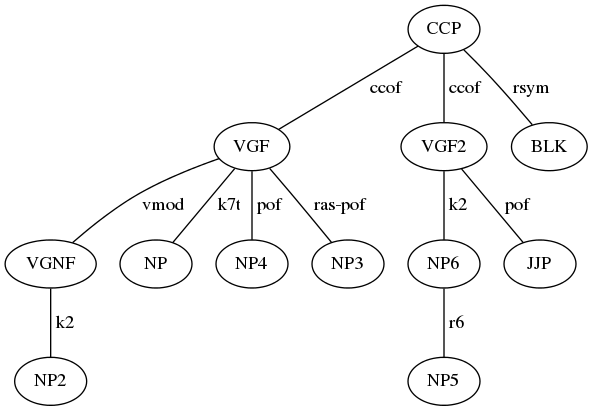 CCP
ccof ccof rsym
VGF VGF2 BLK
vmod k7t pof ras-pof k2 pof
VGNF NP NP4 NP3 NP6 JJP
k2 r6
NP2 NP5